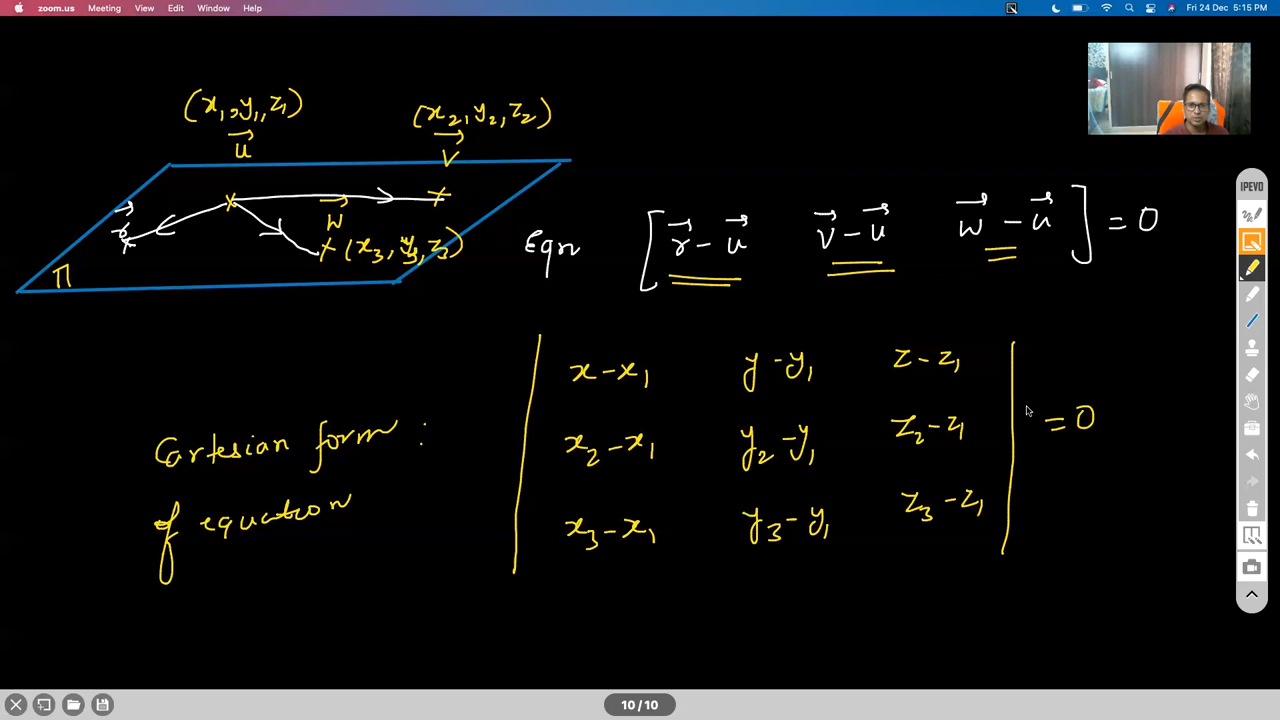 zoom.us Meeting View Edit Window Help Fri 24 Dec 5:15 PM
(x₁, y₁, z₁) (x₂, y₂, z₂)
u⃗ v⃗
r⃗ w⃗
(x₃, y₃, z₃)
π
Eqn [r⃗ - u⃗ v⃗ - u⃗ w⃗ - u⃗] = 0
IPEVO
Cartesian form :
of equation
| x - x₁ y - y₁ z - z₁ |
| x₂ - x₁ y₂ - y₁ z₂ - z₁ | = 0
| x₃ - x₁ y₃ - y₁ z₃ - z₁ |
10 / 10